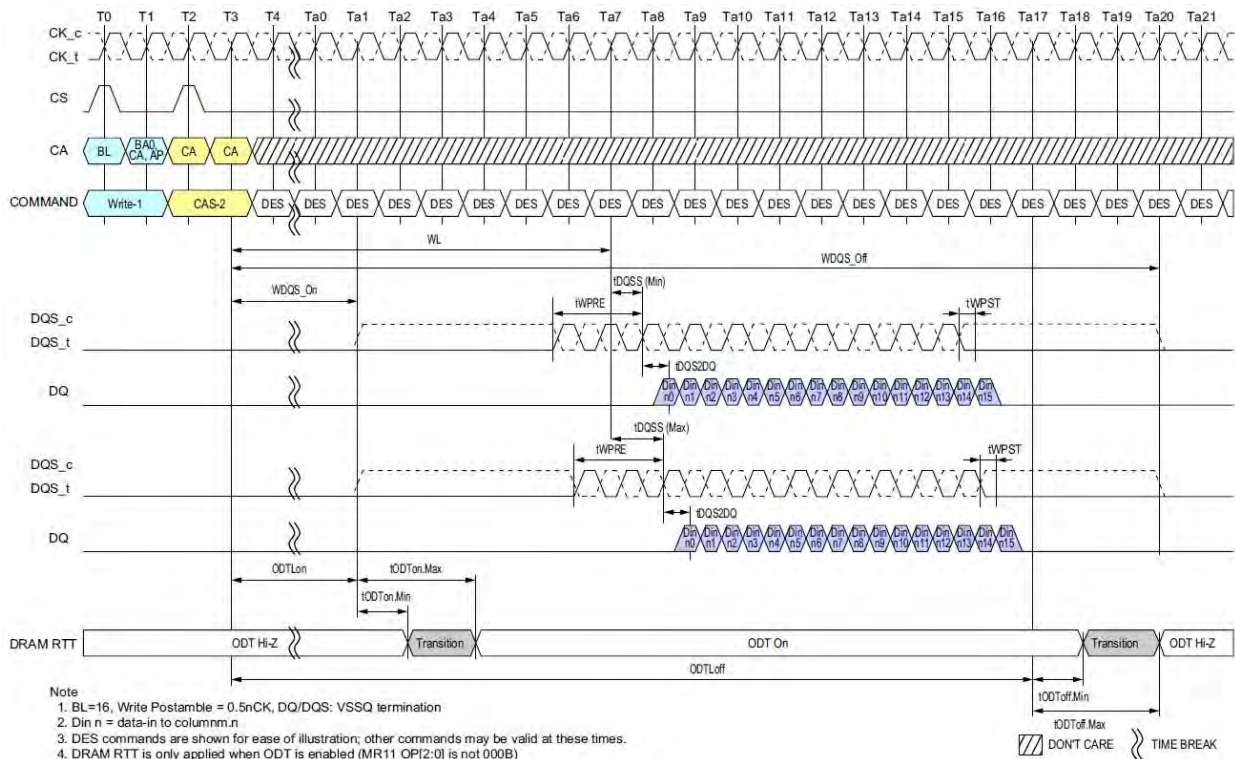 T0 T1 T2 T3 T4 Ta0 Ta1 Ta2 Ta3 Ta4 Ta5 Ta6 Ta7 Ta8 Ta9 Ta10 Ta11 Ta12 Ta13 Ta14 Ta15 Ta16 Ta17 Ta18 Ta19 Ta20 Ta21
CK_c
CK_t
CS
CA BL BA0, CA, AP CA CA
COMMAND Write-1 CAS-2 DES DES DES DES DES DES DES DES DES DES DES DES DES DES DES DES DES DES DES DES DES DES DES
WL
WDQS_Off
WDQS_On
tDQSS (Min)
tWPRE
tWPST
DQS_c
DQS_t
tDQS2DQ
DQ Din n0 Din n1 Din n2 Din n3 Din n4 Din n5 Din n6 Din n7 Din n8 Din n9 Din n10 Din n11 Din n12 Din n13 Din n14 Din n15
tDQSS (Max)
tWPRE
tWPST
DQS_c
DQS_t
tDQS2DQ
DQ Din n0 Din n1 Din n2 Din n3 Din n4 Din n5 Din n6 Din n7 Din n8 Din n9 Din n10 Din n11 Din n12 Din n13 Din n14 Din n15
ODTLon
tODTon.Max
tODTon.Min
DRAM RTT ODT Hi-Z Transition ODT On Transition ODT Hi-Z
ODTLoff
tODToff.Min
tODToff.Max
Note
1. BL=16, Write Postamble = 0.5nCK, DQ/DQS: VSSQ termination
2. Din n = data-in to columnm.n
3. DES commands are shown for ease of illustration; other commands may be valid at these times.
4. DRAM RTT is only applied when ODT is enabled (MR11 OP[2:0] is not 000B)
DON'T CARE TIME BREAK